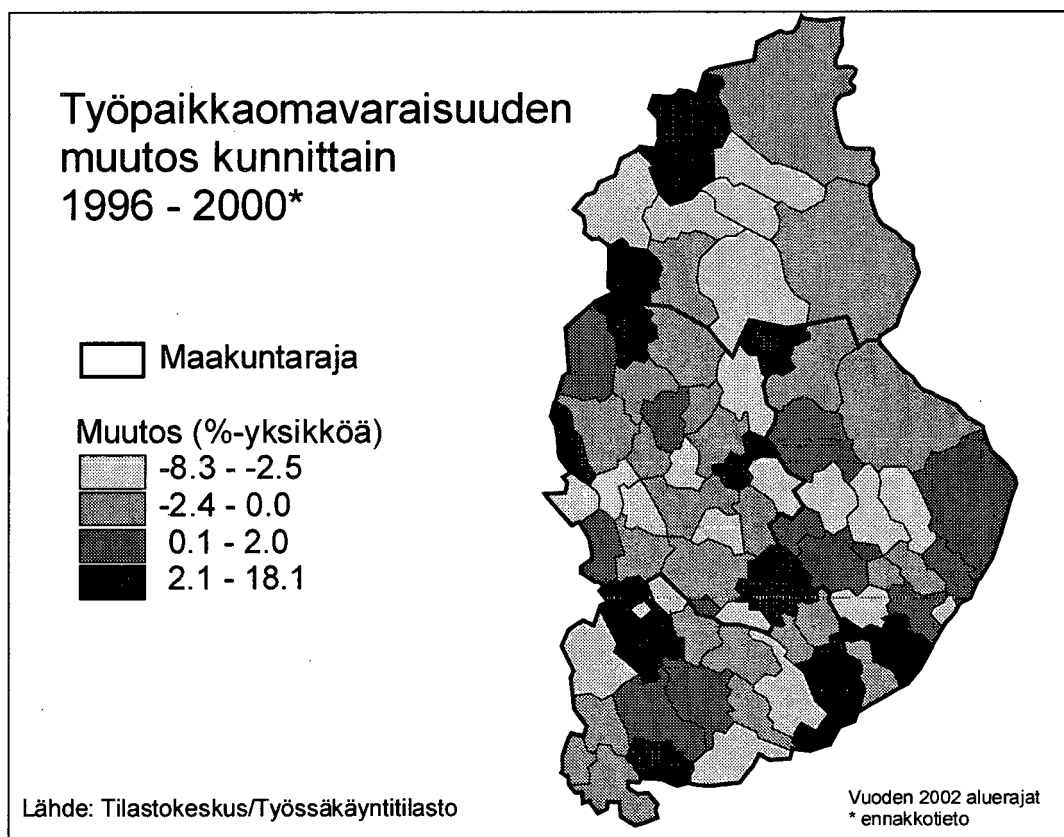 Työpaikkaomavaraisuuden
muutos kunnittain
1996 - 2000*
Maakuntaraja
Muutos (%-yksikköä)
-8.3 - -2.5
-2.4 - 0.0
0.1 - 2.0
2.1 - 18.1
Lähde: Tilastokeskus/Työssäkäyntitilasto
Vuoden 2002 aluerajat
* ennakkotieto